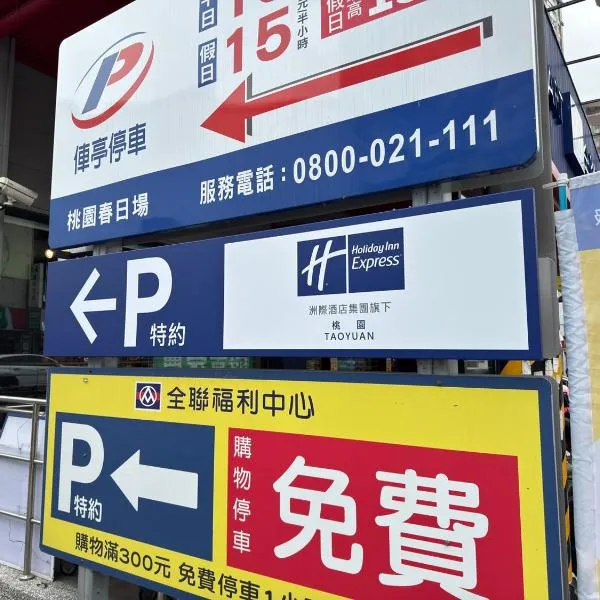 平日
假日 15 元半小時
P
俥亭停車
桃園春日場
服務電話:0800-021-111
P 特約
H Holiday Inn Express
洲際酒店集團旗下
桃園
TAOYUAN
全聯福利中心
P 特約
購物停車
免費
購物滿300元 免費停車1小